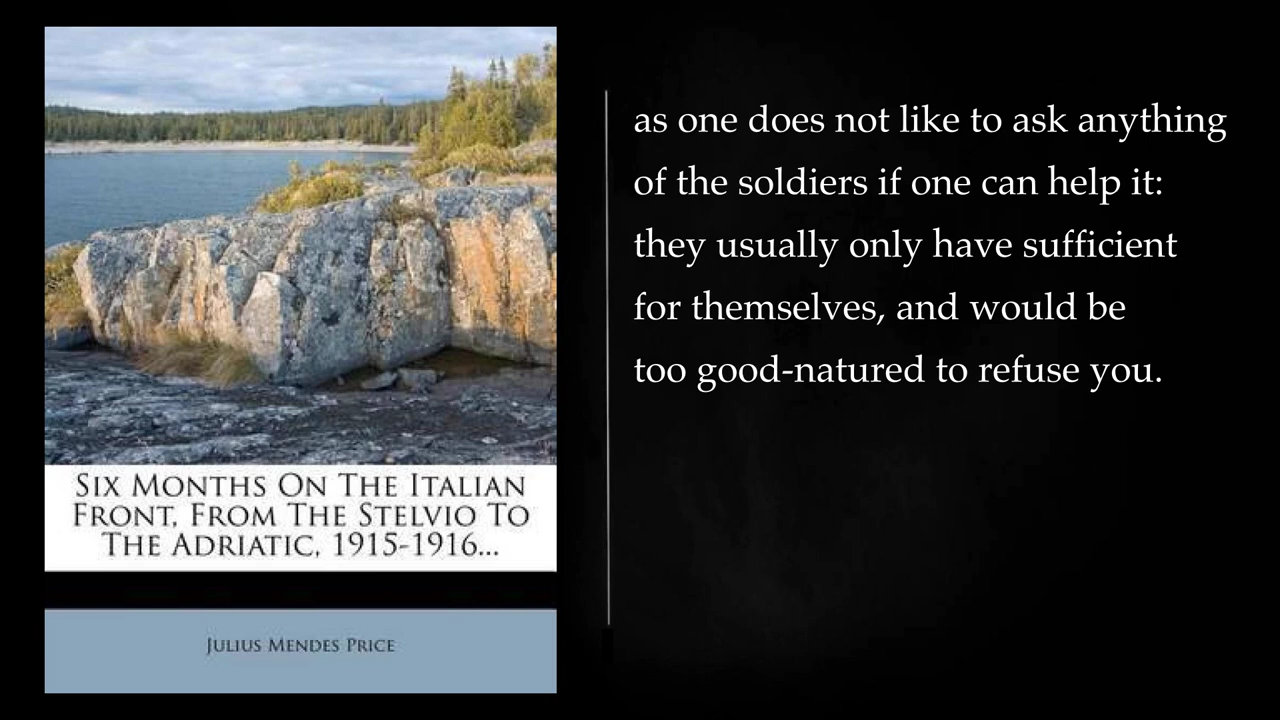 Six Months On The Italian
Front, From The Stelvio To
The Adriatic, 1915-1916...
Julius Mendes Price
as one does not like to ask anything
of the soldiers if one can help it:
they usually only have sufficient
for themselves, and would be
too good-natured to refuse you.